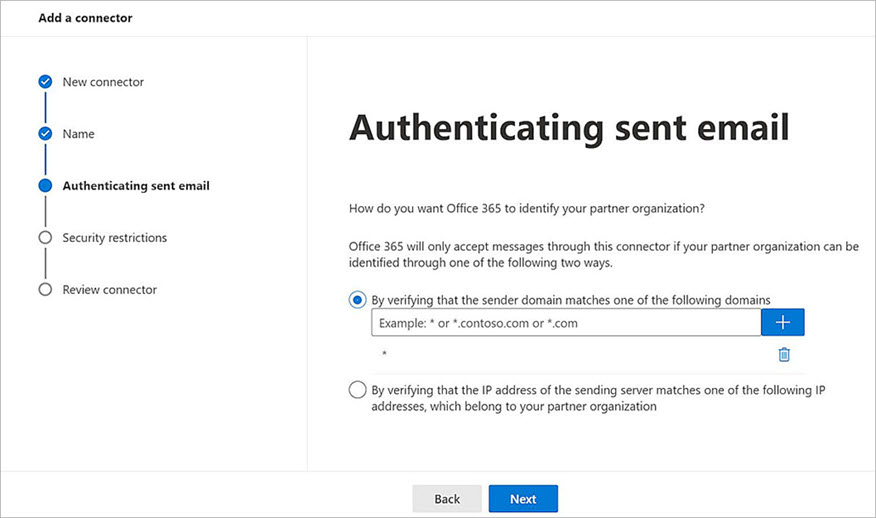 Add a connector
New connector
Name
Authenticating sent email
Security restrictions
Review connector
Authenticating sent email
How do you want Office 365 to identify your partner organization?
Office 365 will only accept messages through this connector if your partner organization can be
identified through one of the following two ways.
By verifying that the sender domain matches one of the following domains
Example: * or *.contoso.com or *.com
*
By verifying that the IP address of the sending server matches one of the following IP
addresses, which belong to your partner organization
Back
Next